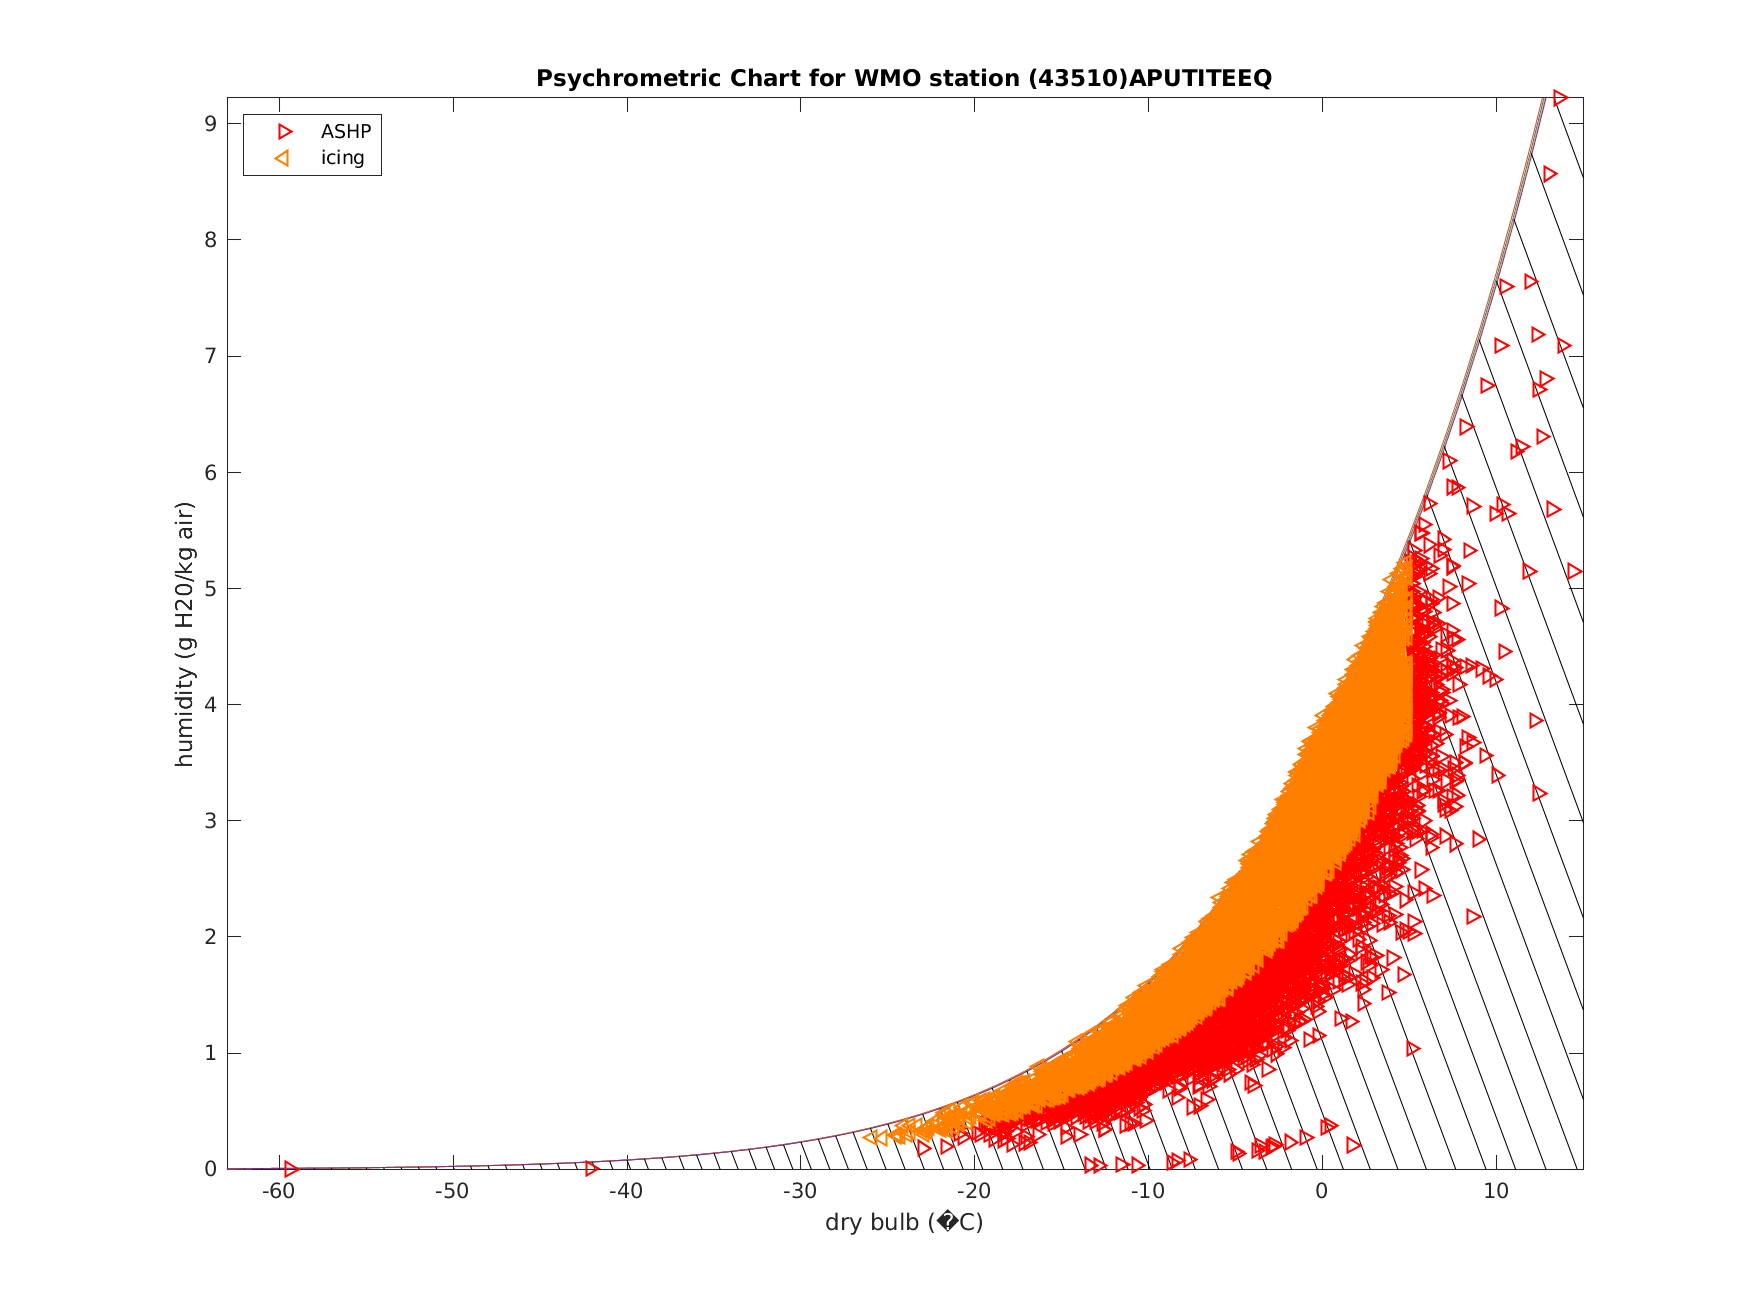 Psychrometric Chart for WMO station (43510)APUTITEEQ
ASHP
icing
9
8
7
6
5
4
3
2
1
0
humidity (g H20/kg air)
-60 -50 -40 -30 -20 -10 0 10
dry bulb (�C)